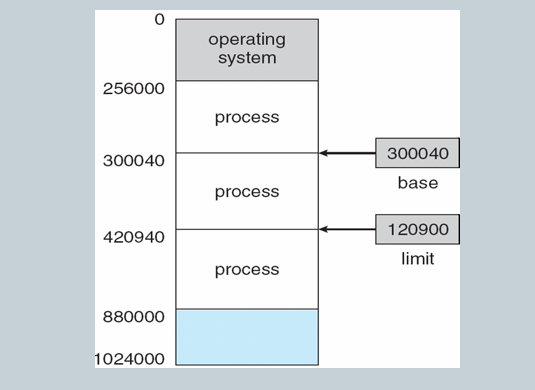 0
operating
system
256000
process
300040
300040
base
process
420940
120900
limit
process
880000
1024000